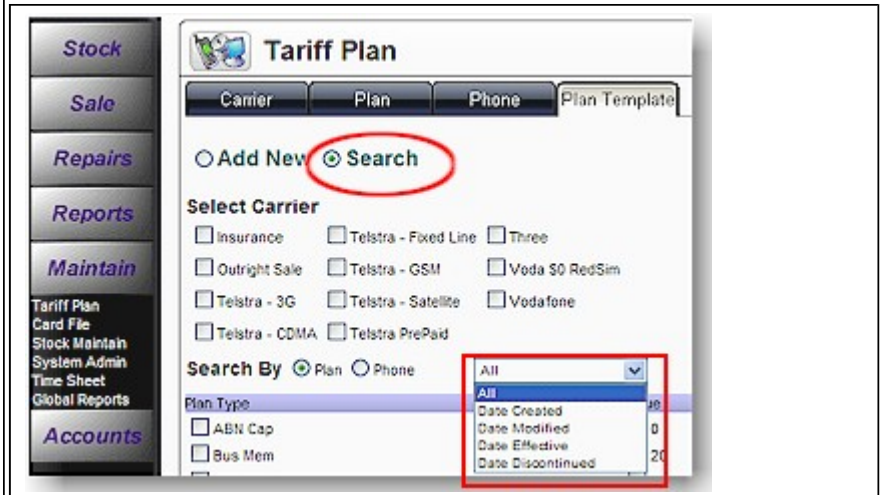 Stock
Sale
Repairs
Reports
Maintain
Tariff Plan
Card File
Stock Maintain
System Admin
Time Sheet
Global Reports
Accounts
Tariff Plan
Carrier Plan Phone Plan Template
Add New Search
Select Carrier
Insurance Telstra - Fixed Line Three
Outright Sale Telstra - GSM Voda $0 RedSim
Telstra - 3G Telstra - Satellite Vodafone
Telstra - CDMA Telstra PrePaid
Search By Plan Phone All
Plan Type
All
Date Created
Date Modified
Date Effective
Date Discontinued
ABN Cap 0
Bus Mem 20